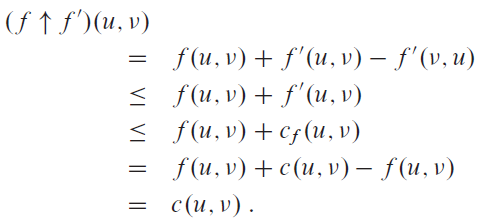 (f ↑ f′)(u, ν)
= f(u, ν) + f′(u, ν) − f′(ν, u)
≤ f(u, ν) + f′(u, ν)
≤ f(u, ν) + c_f(u, ν)
= f(u, ν) + c(u, ν) − f(u, ν)
= c(u, ν) .